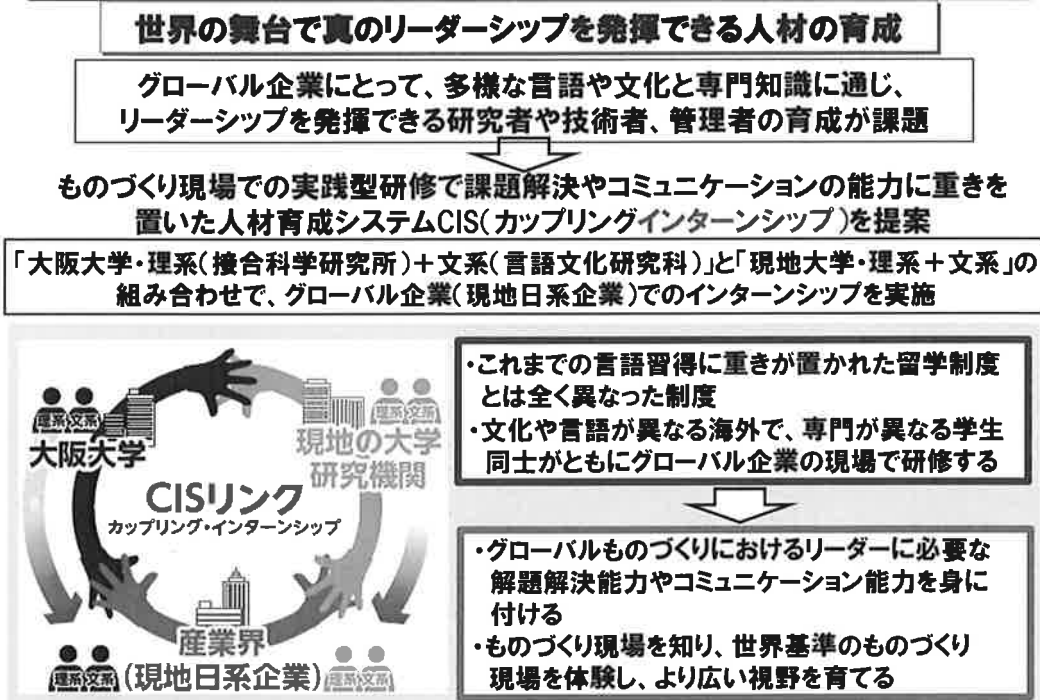 世界の舞台で真のリーダーシップを発揮できる人材の育成
グローバル企業にとって、多様な言語や文化と専門知識に通じ、
リーダーシップを発揮できる研究者や技術者、管理者の育成が課題
ものづくり現場での実践型研修で課題解決やコミュニケーションの能力に重きを
置いた人材育成システムCIS(カップリングインターンシップ)を提案
「大阪大学・理系(接合科学研究所)+文系(言語文化研究科)」と「現地大学・理系+文系」の
組み合わせで、グローバル企業(現地日系企業)でのインターンシップを実施
理系 文系
大阪大学
理系 文系
現地の大学
研究機関
CISリンク
カップリング・インターンシップ
産業界
(現地日系企業)
理系 文系
理系 文系
・これまでの言語習得に重きが置かれた留学制度
とは全く異なった制度
・文化や言語が異なる海外で、専門が異なる学生
同士がともにグローバル企業の現場で研修する
・グローバルものづくりにおけるリーダーに必要な
解題解決能力やコミュニケーション能力を身に
付ける
・ものづくり現場を知り、世界基準のものづくり
現場を体験し、より広い視野を育てる